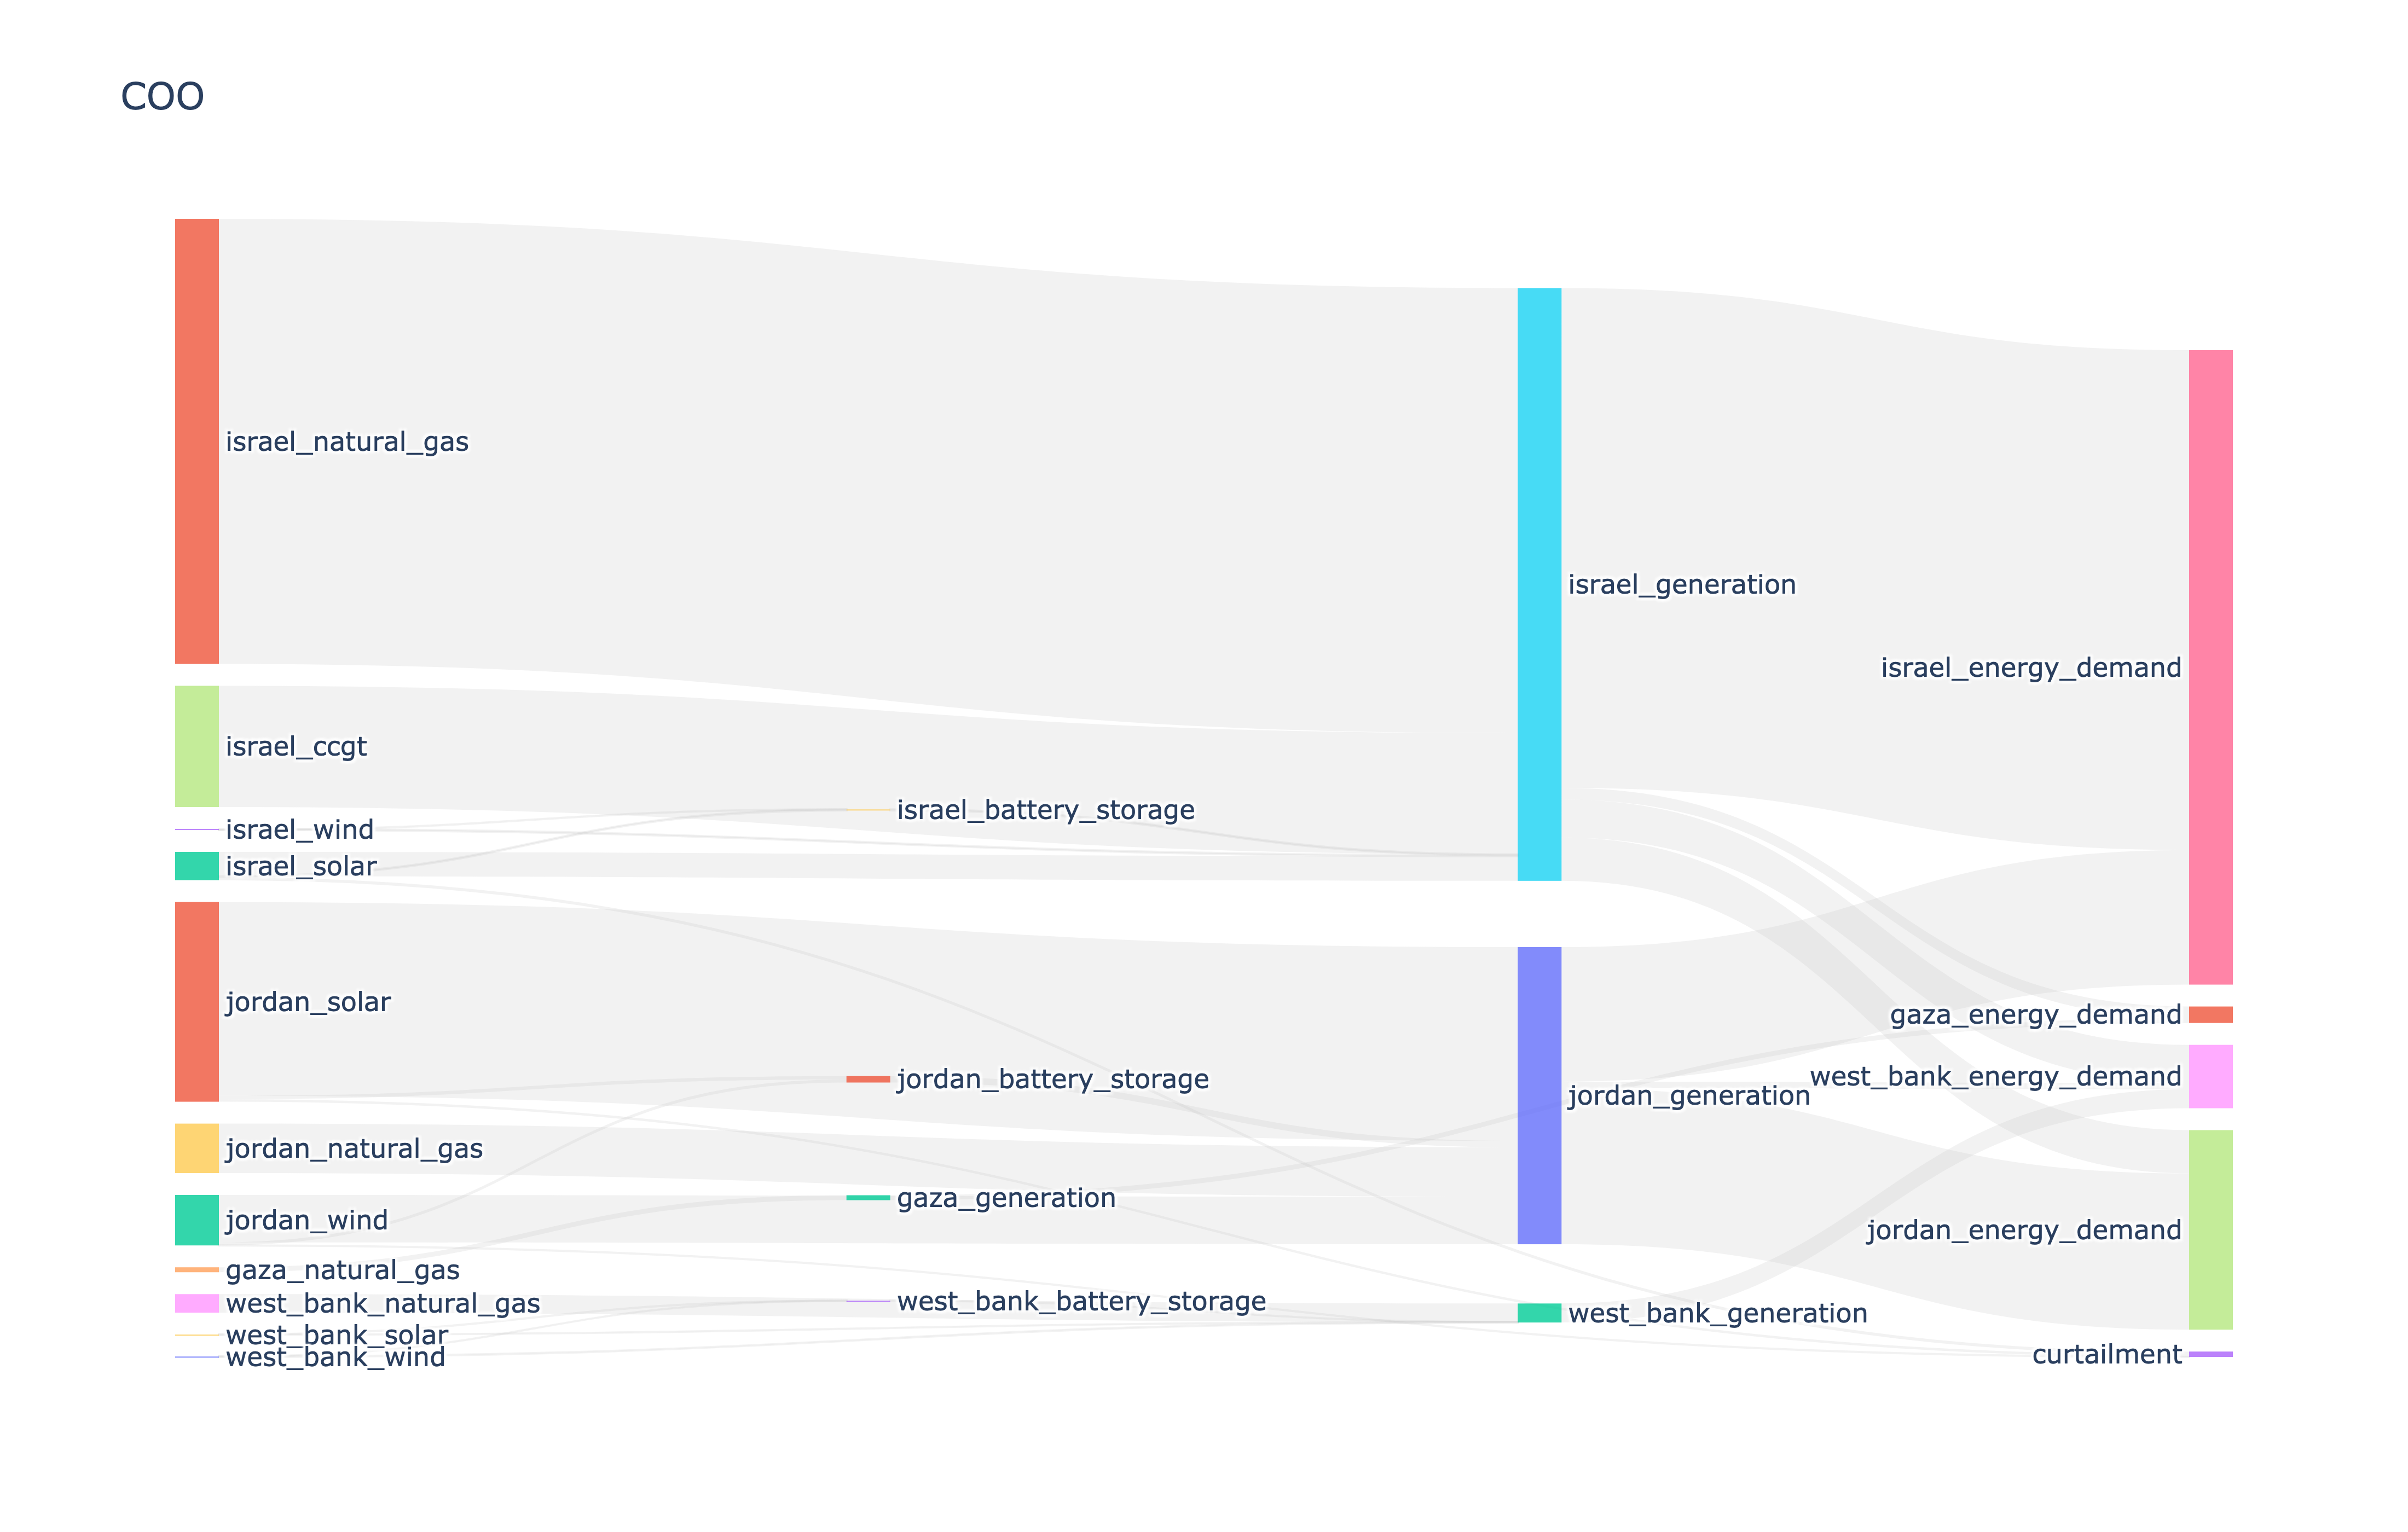 COO
israel_natural_gas
israel_ccgt
israel_wind
israel_solar
jordan_solar
jordan_natural_gas
jordan_wind
gaza_natural_gas
west_bank_natural_gas
west_bank_solar
west_bank_wind
israel_battery_storage
jordan_battery_storage
gaza_generation
west_bank_battery_storage
israel_generation
jordan_generation
west_bank_generation
israel_energy_demand
gaza_energy_demand
west_bank_energy_demand
jordan_energy_demand
curtailment